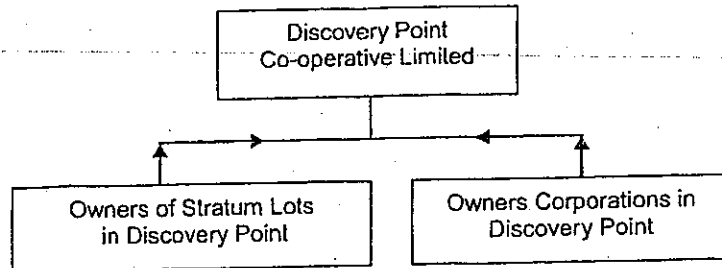 Discovery Point
Co-operative Limited
Owners of Stratum Lots
in Discovery Point
Owners Corporations in
Discovery Point